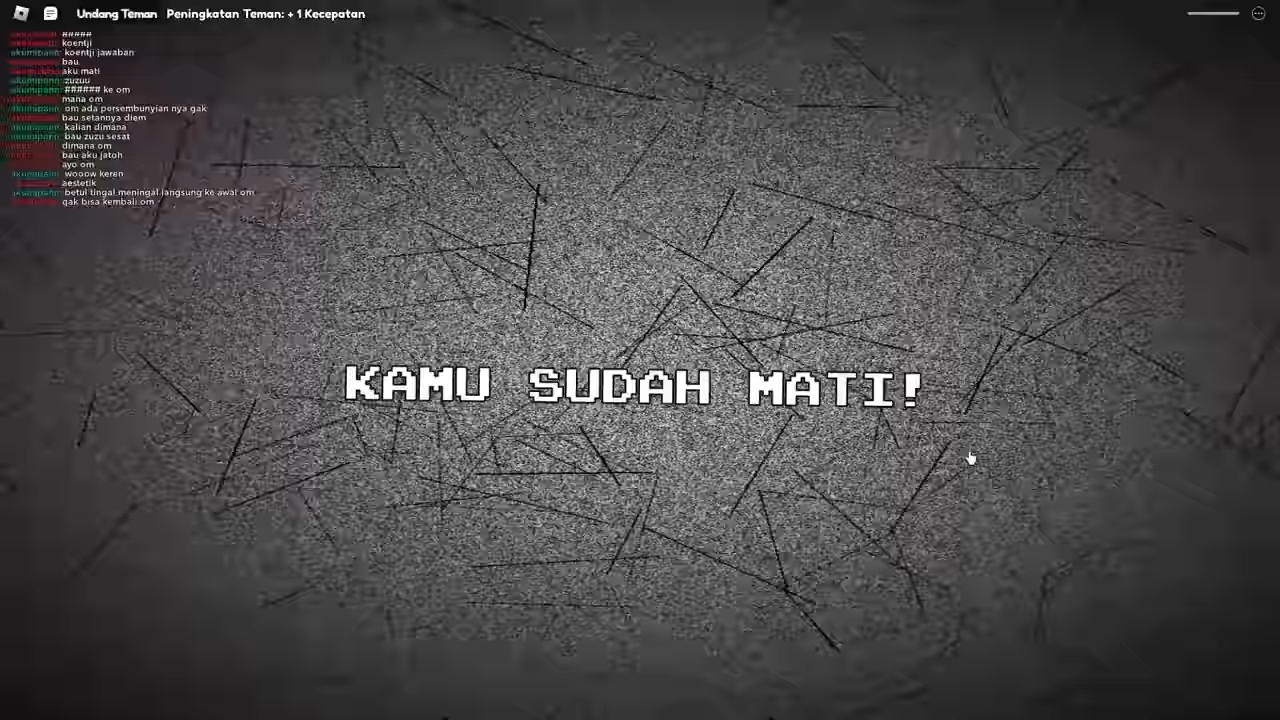 Undang Teman Peningkatan Teman: + 1 Kecepatan
#####
koentji
koentji jawaban
bau
aku mati
zuzuu
###### ke om
mana om
om ada persembunyian nya gak
bau setannya diem
kalian dimana
bau zuzu sesat
dimana om
bau aku jatoh
ayo om
wooow keren
aestetik
betul tingal meningal langsung ke awal om
gak bisa kembali om
KAMU SUDAH MATI!